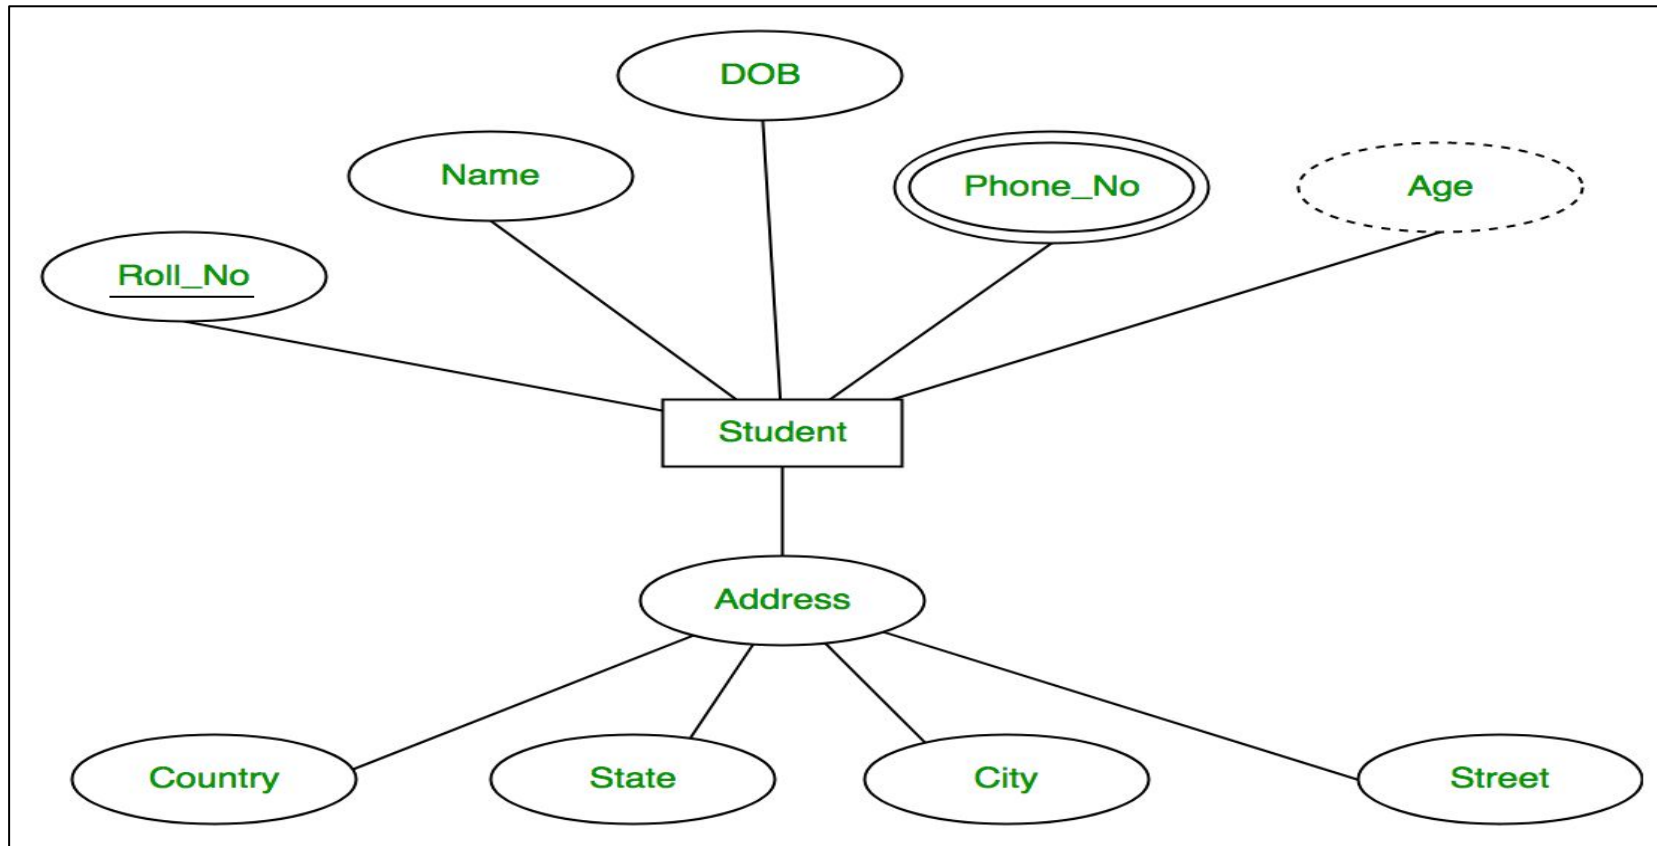 DOB
Name
Phone_No
Age
Roll_No
Student
Address
Country
State
City
Street